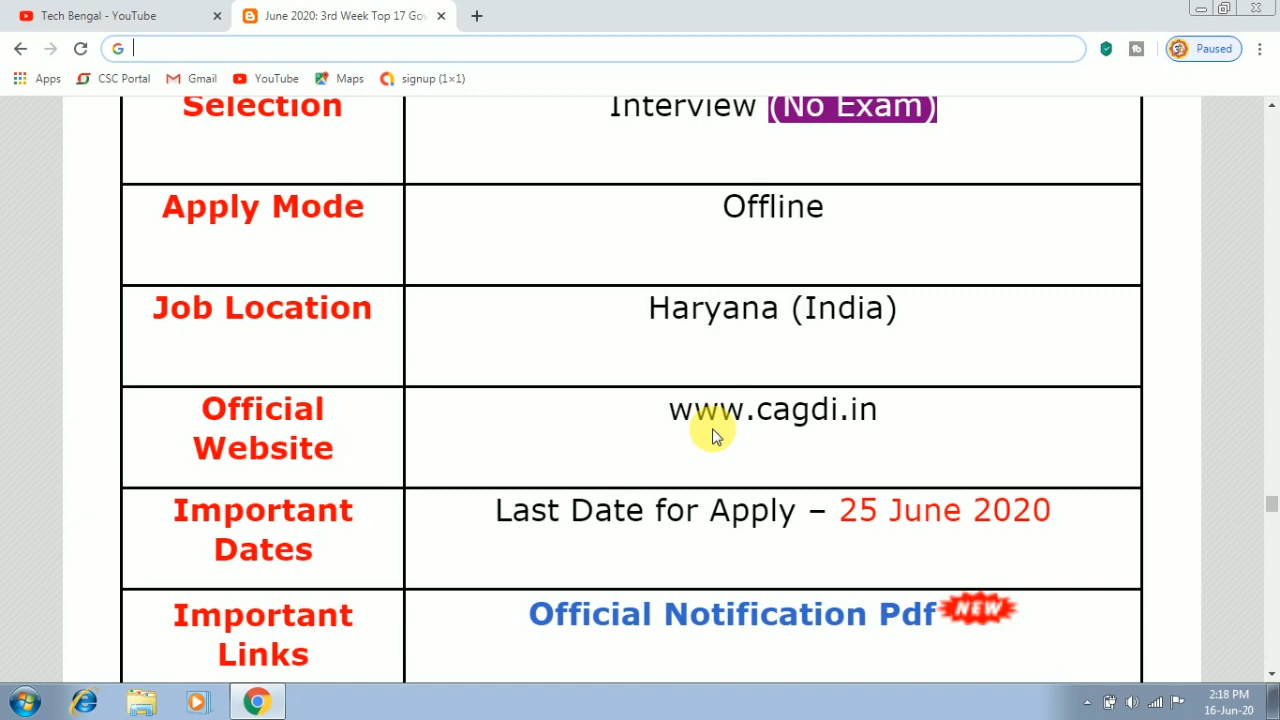 Tech Bengal - YouTube
June 2020: 3rd Week Top 17 Gov
Paused
Apps
CSC Portal
Gmail
YouTube
Maps
signup (1×1)
Selection
Interview (No Exam)
Apply Mode
Offline
Job Location
Haryana (India)
Official
Website
www.cagdi.in
Important
Dates
Last Date for Apply – 25 June 2020
Important
Links
Official Notification Pdf NEW
2:18 PM
16-Jun-20